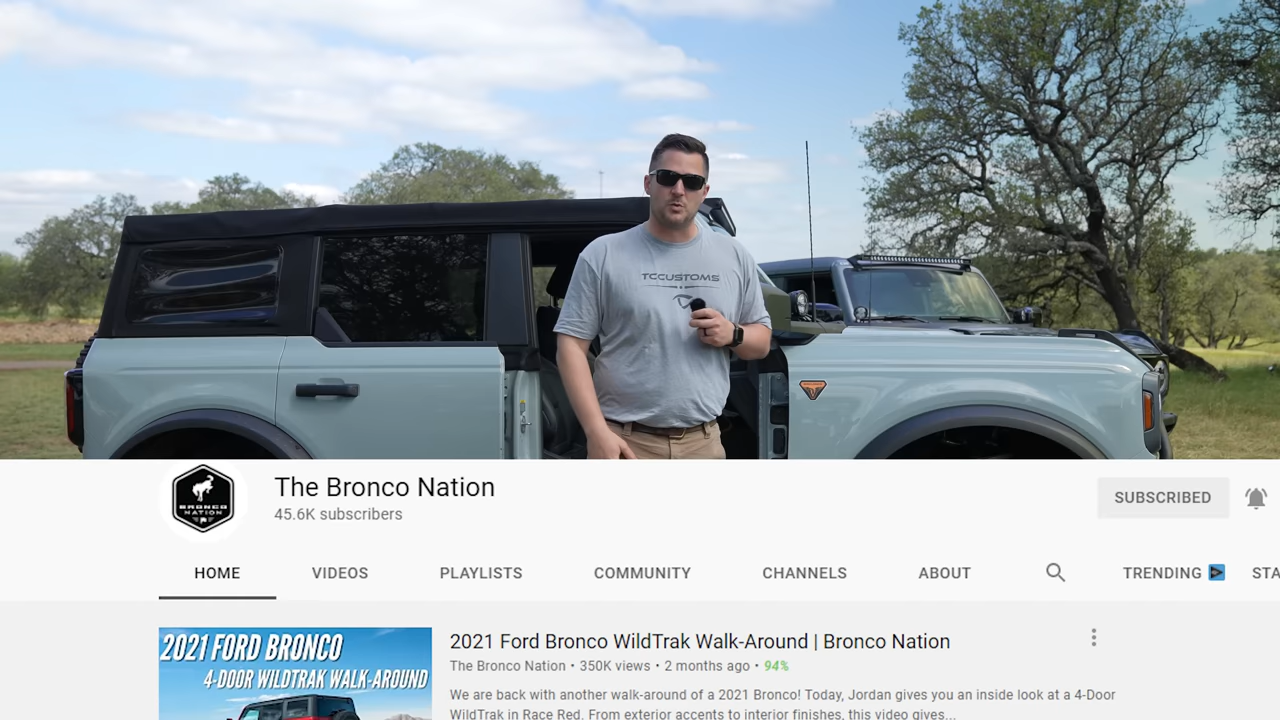 TCCUSTOMS
BRONCO
NATION
The Bronco Nation
45.6K subscribers
SUBSCRIBED
HOME
VIDEOS
PLAYLISTS
COMMUNITY
CHANNELS
ABOUT
TRENDING
STA
2021 FORD BRONCO
4-DOOR WILDTRAK WALK-AROUND
2021 Ford Bronco WildTrak Walk-Around | Bronco Nation
The Bronco Nation • 350K views • 2 months ago • 94%
We are back with another walk-around of a 2021 Bronco! Today, Jordan gives you an inside look at a 4-Door
WildTrak in Race Red. From exterior accents to interior finishes, this video gives...